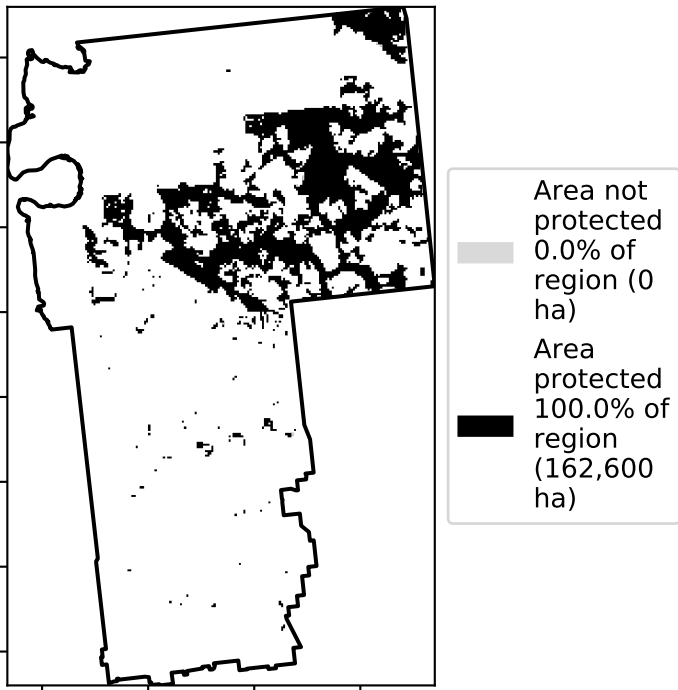 Area not
protected
0.0% of
region (0
ha)
Area
protected
100.0% of
region
(162,600
ha)